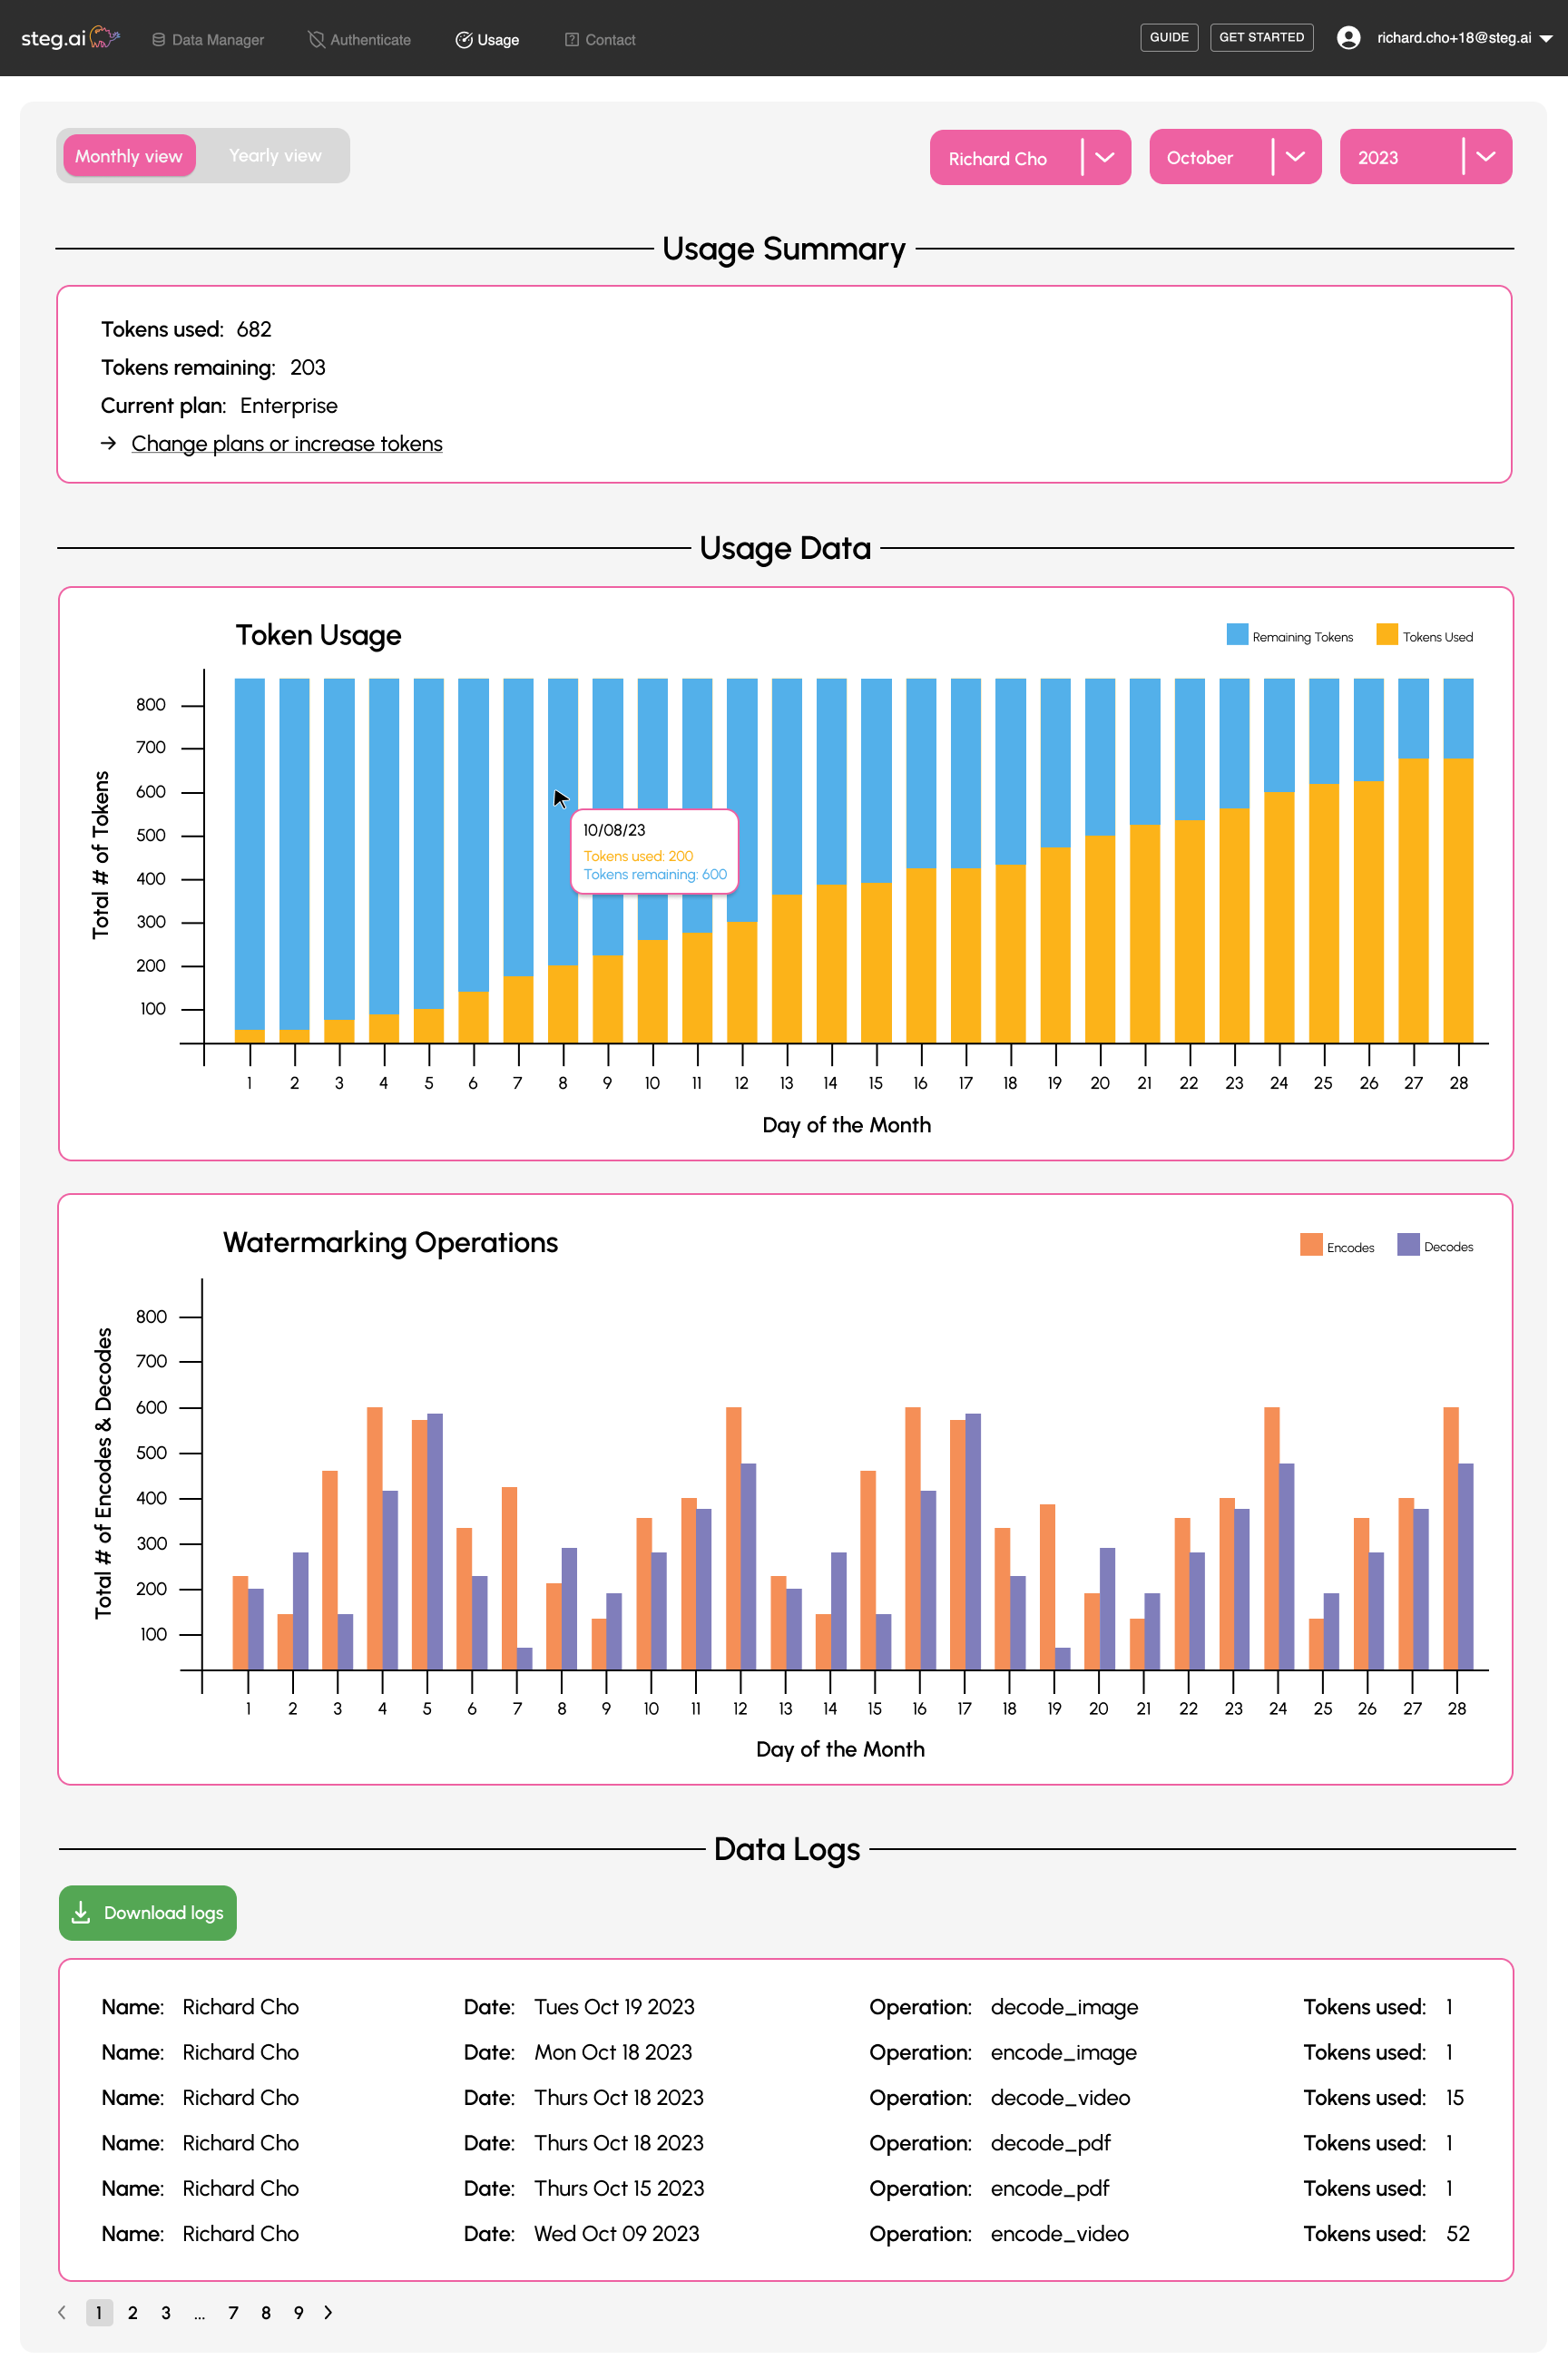 steg.ai Data Manager Authenticate Usage Contact GUIDE GET STARTED richard.cho+18@steg.ai
Monthly view Yearly view Richard Cho October 2023
Usage Summary
Tokens used: 682
Tokens remaining: 203
Current plan: Enterprise
→ Change plans or increase tokens
Usage Data
Token Usage
Remaining Tokens Tokens Used
Total # of Tokens
800
700
600
500
400
300
200
100
10/08/23
Tokens used: 200
Tokens remaining: 600
1 2 3 4 5 6 7 8 9 10 11 12 13 14 15 16 17 18 19 20 21 22 23 24 25 26 27 28
Day of the Month
Watermarking Operations
Encodes Decodes
Total # of Encodes & Decodes
800
700
600
500
400
300
200
100
1 2 3 4 5 6 7 8 9 10 11 12 13 14 15 16 17 18 19 20 21 22 23 24 25 26 27 28
Day of the Month
Data Logs
Download logs
Name: Richard Cho Date: Tues Oct 19 2023 Operation: decode_image Tokens used: 1
Name: Richard Cho Date: Mon Oct 18 2023 Operation: encode_image Tokens used: 1
Name: Richard Cho Date: Thurs Oct 18 2023 Operation: decode_video Tokens used: 15
Name: Richard Cho Date: Thurs Oct 18 2023 Operation: decode_pdf Tokens used: 1
Name: Richard Cho Date: Thurs Oct 15 2023 Operation: encode_pdf Tokens used: 1
Name: Richard Cho Date: Wed Oct 09 2023 Operation: encode_video Tokens used: 52
1 2 3 ... 7 8 9